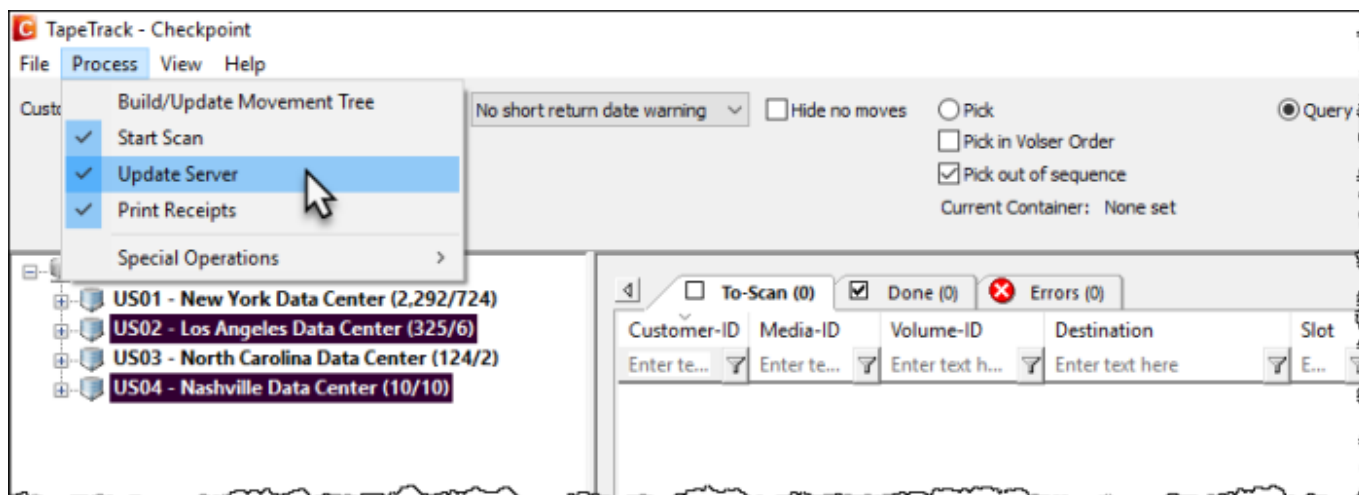 TapeTrack - Checkpoint
File Process View Help
Build/Update Movement Tree
Start Scan
Update Server
Print Receipts
Special Operations
No short return date warning
Hide no moves
Pick
Query
Pick in Volser Order
Pick out of sequence
Current Container: None set
US01 - New York Data Center (2,292/724)
US02 - Los Angeles Data Center (325/6)
US03 - North Carolina Data Center (124/2)
US04 - Nashville Data Center (10/10)
To-Scan (0) Done (0) Errors (0)
Customer-ID Media-ID Volume-ID Destination Slot
Enter te... Enter te... Enter text h... Enter text here E...